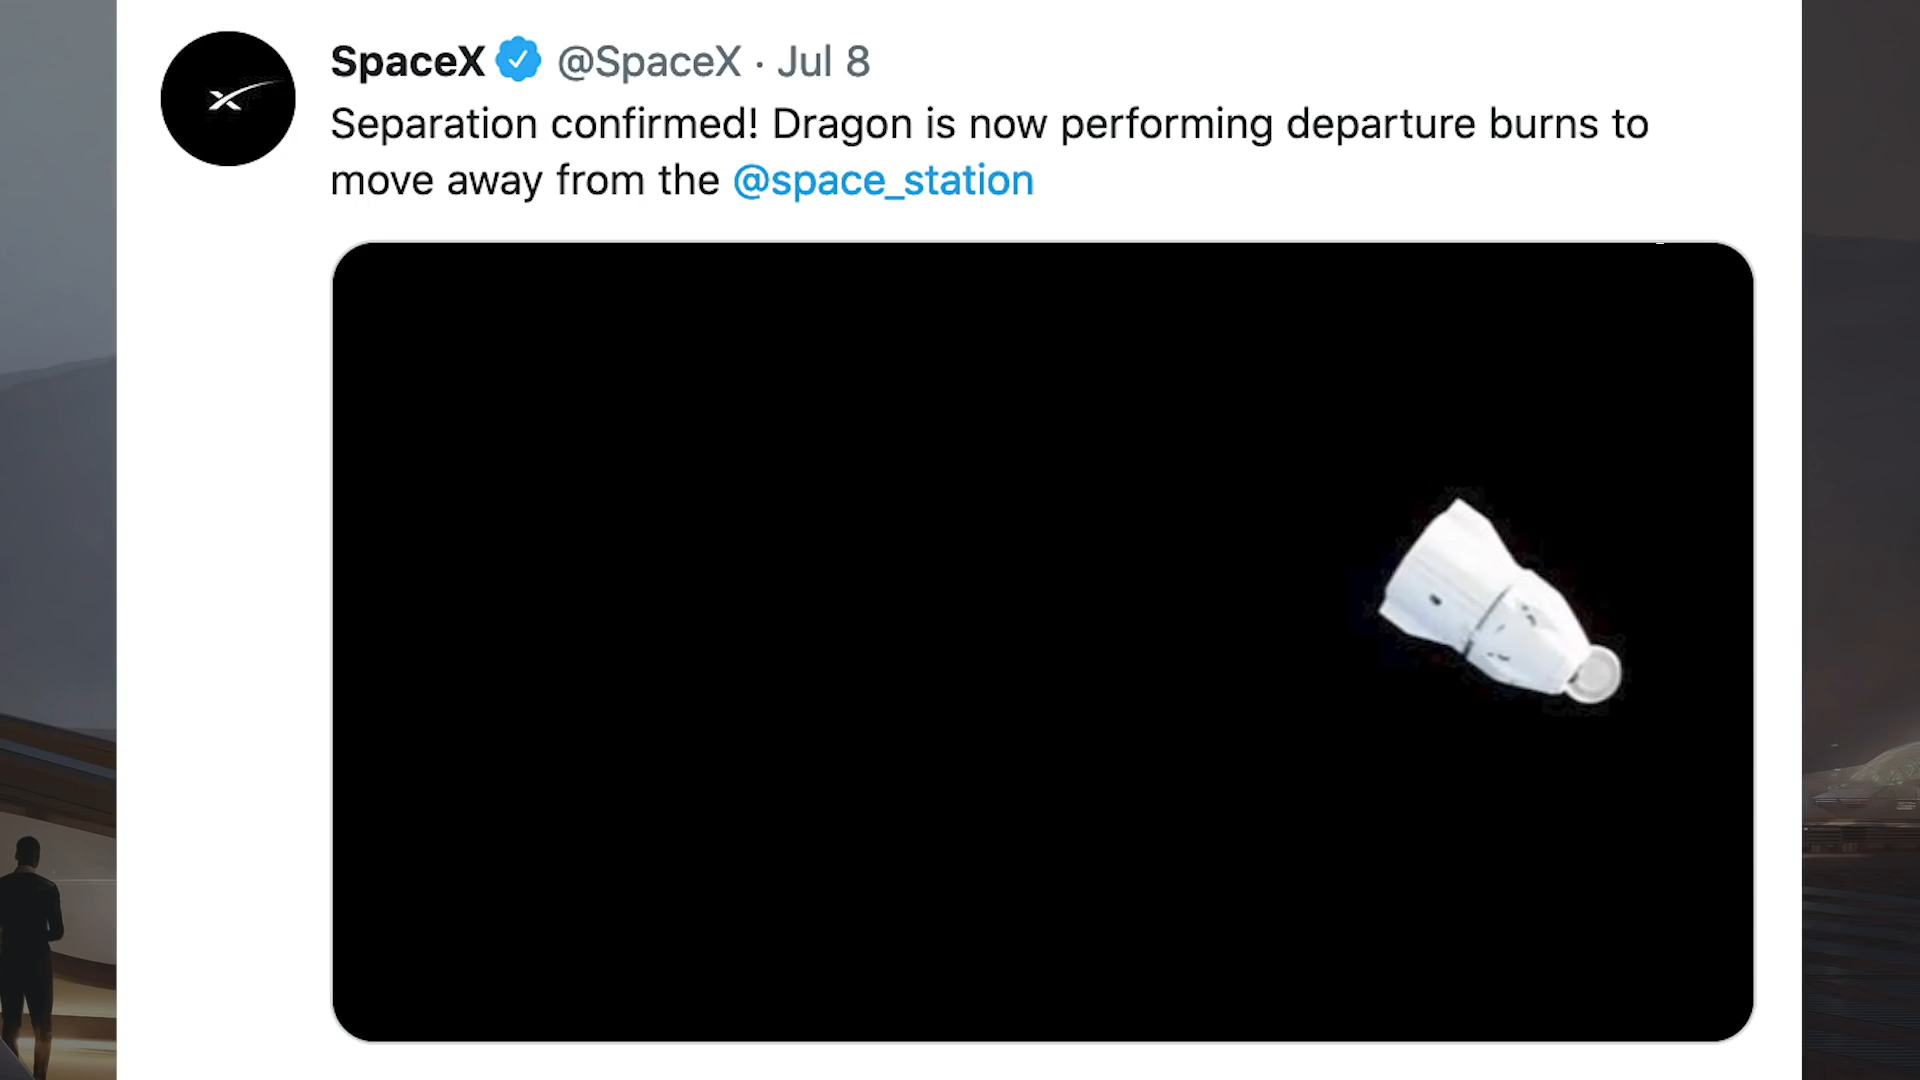 SpaceX @SpaceX · Jul 8
Separation confirmed! Dragon is now performing departure burns to
move away from the @space_station